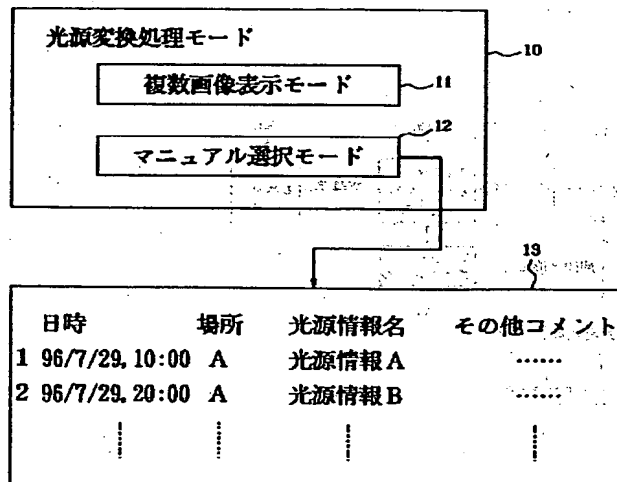 光源変換処理モード
10
複数画像表示モード
11
12
マニュアル選択モード
13
日時 場所 光源情報名 その他コメント
1 96/7/29, 10:00 A 光源情報A ……
2 96/7/29, 20:00 A 光源情報B ……